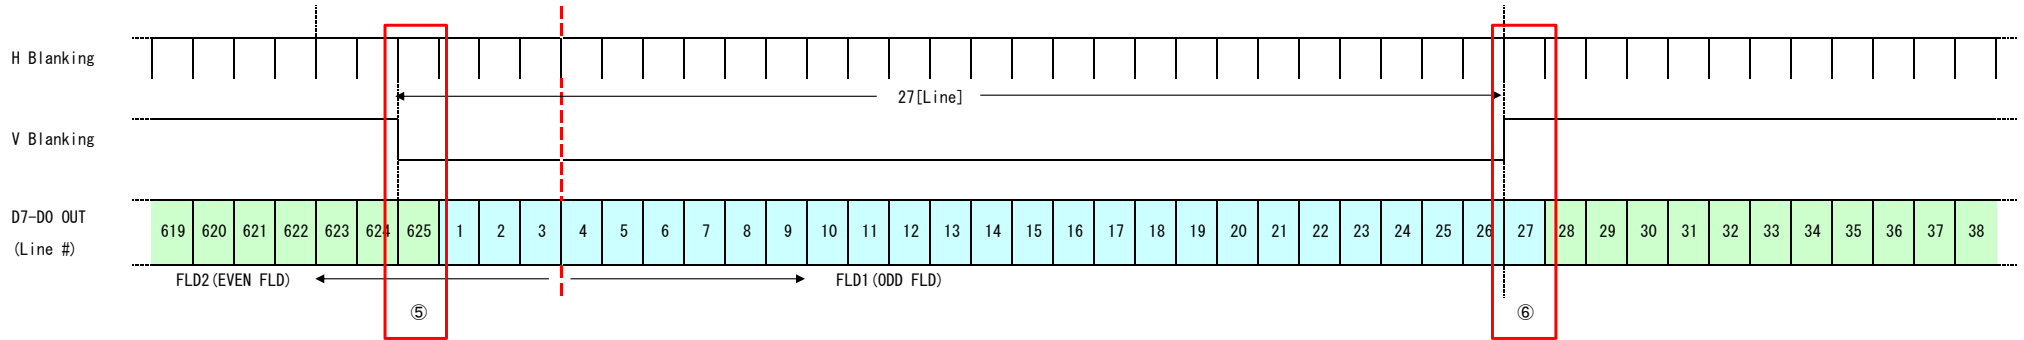 H Blanking
27[Line]
V Blanking
D7-D0 OUT
(Line #)
619 620 621 622 623 624 625 1 2 3 4 5 6 7 8 9 10 11 12 13 14 15 16 17 18 19 20 21 22 23 24 25 26 27 28 29 30 31 32 33 34 35 36 37 38
FLD2(EVEN FLD) FLD1(ODD FLD)
⑤ ⑥